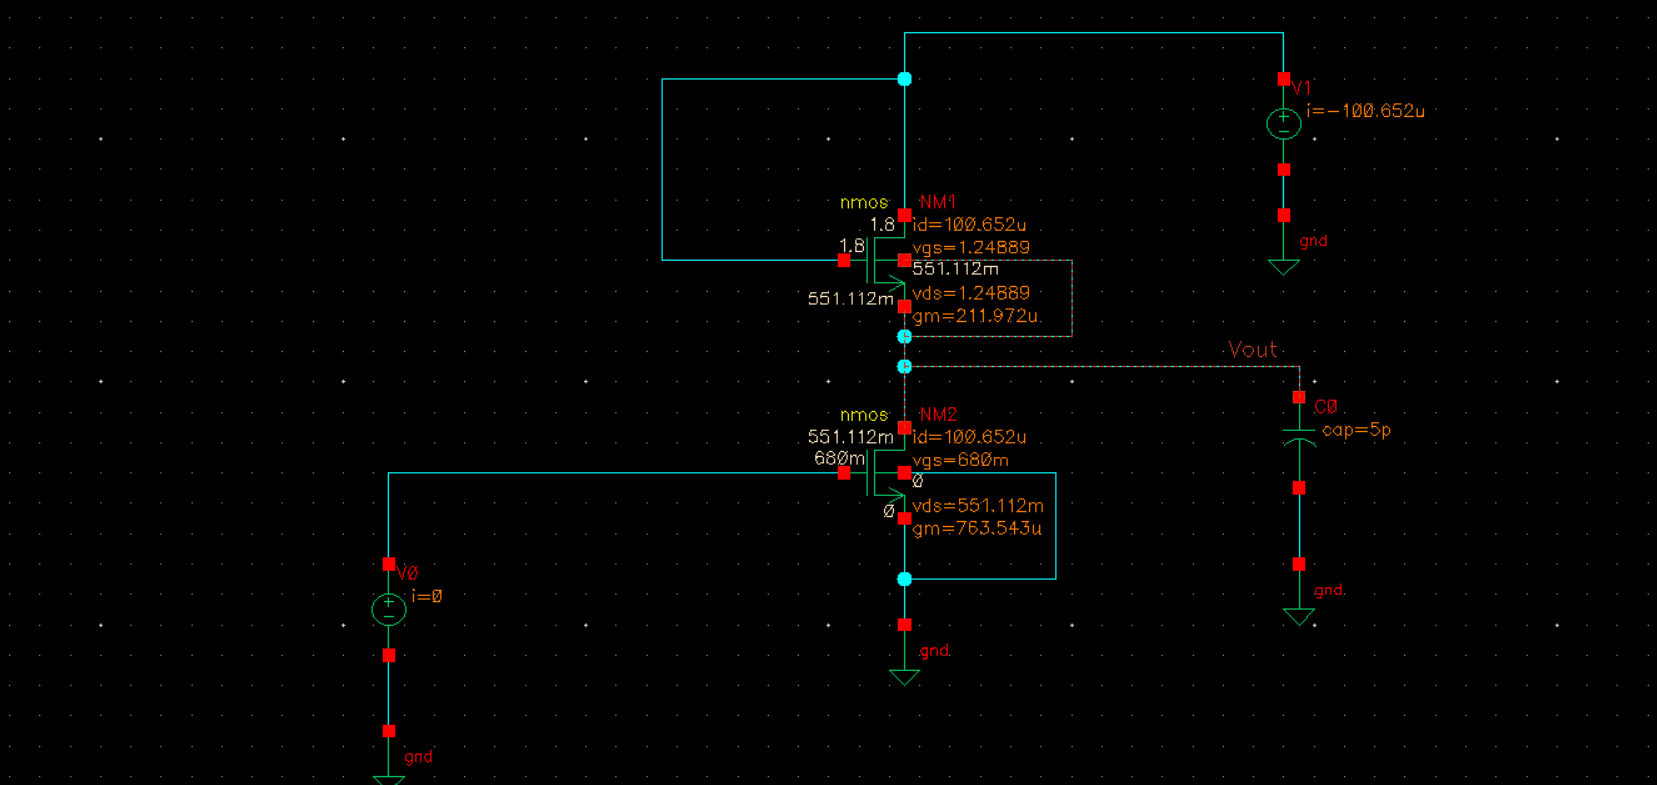 V1
i=-100.652u
nmos NM1
1.8 id=100.652u
1.8 vgs=1.24889
gnd
551.112m
551.112m vds=1.24889
gm=211.972u
Vout
nmos NM2
C0
551.112m id=100.652u
cap=5p
680m vgs=680m
0
0 vds=551.112m
gm=763.543u
V0
i=0
gnd
gnd
gnd